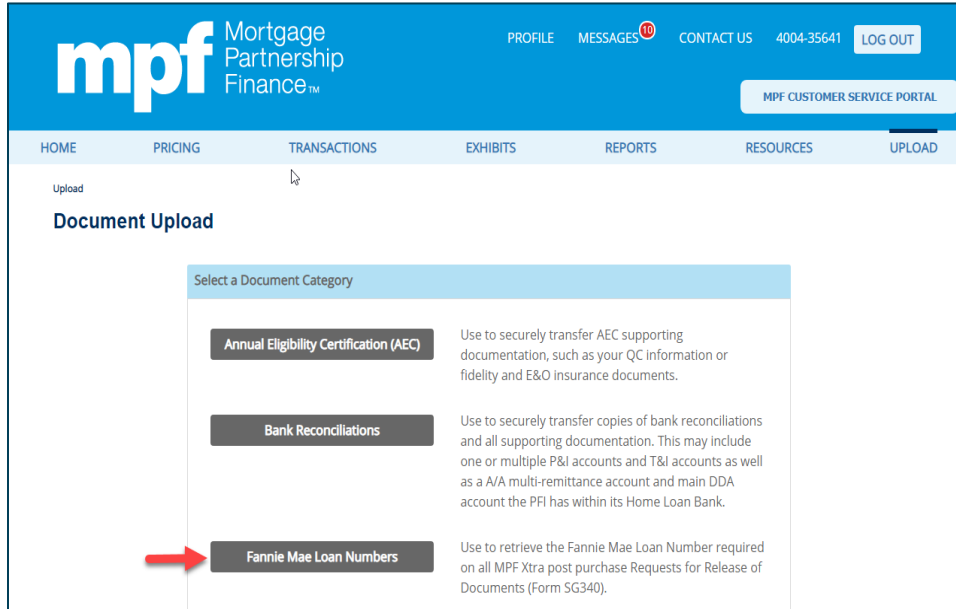 mpf Mortgage
Partnership
Finance™
PROFILE MESSAGES 10 CONTACT US 4004-35641 LOG OUT
MPF CUSTOMER SERVICE PORTAL
HOME PRICING TRANSACTIONS EXHIBITS REPORTS RESOURCES UPLOAD
Upload
Document Upload
Select a Document Category
Annual Eligibility Certification (AEC)
Use to securely transfer AEC supporting
documentation, such as your QC information or
fidelity and E&O insurance documents.
Bank Reconciliations
Use to securely transfer copies of bank reconciliations
and all supporting documentation. This may include
one or multiple P&I accounts and T&I accounts as well
as a A/A multi-remittance account and main DDA
account the PFI has within its Home Loan Bank.
Fannie Mae Loan Numbers
Use to retrieve the Fannie Mae Loan Number required
on all MPF Xtra post purchase Requests for Release of
Documents (Form SG340).